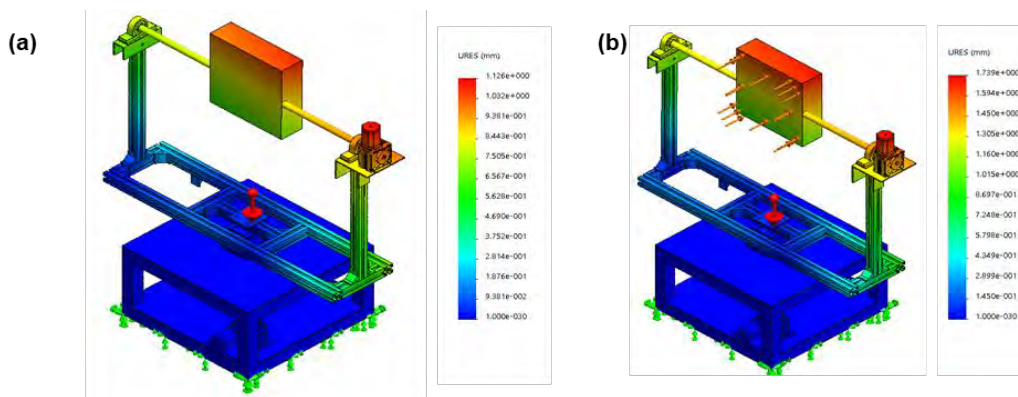 (a)
URES (mm)
1.126e+000
1.032e+000
9.381e-001
8.443e-001
7.505e-001
6.567e-001
5.628e-001
4.690e-001
3.752e-001
2.814e-001
1.876e-001
9.381e-002
1.000e-030
(b)
URES (mm)
1.739e+000
1.594e+000
1.450e+000
1.305e+000
1.160e+000
1.015e+000
8.697e-001
7.248e-001
5.798e-001
4.349e-001
2.899e-001
1.450e-001
1.000e-030